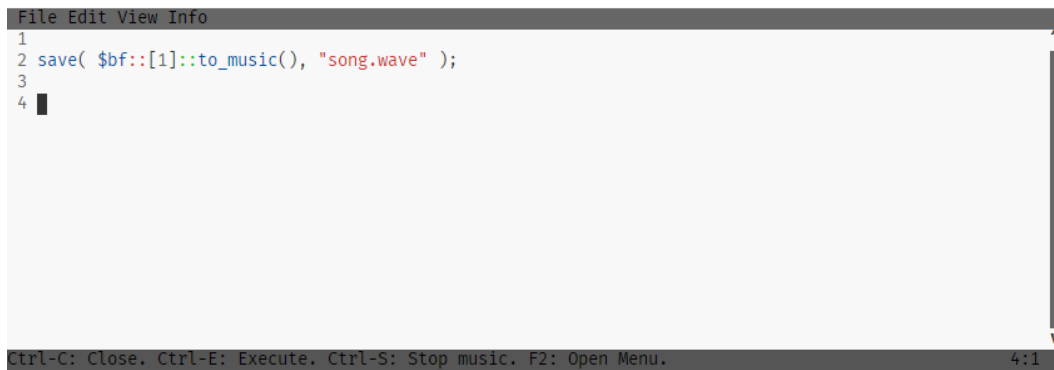 File Edit View Info
1
2 save( $bf::[1]::to_music(), "song.wave" );
3
4
Ctrl-C: Close. Ctrl-E: Execute. Ctrl-S: Stop music. F2: Open Menu. 4:1